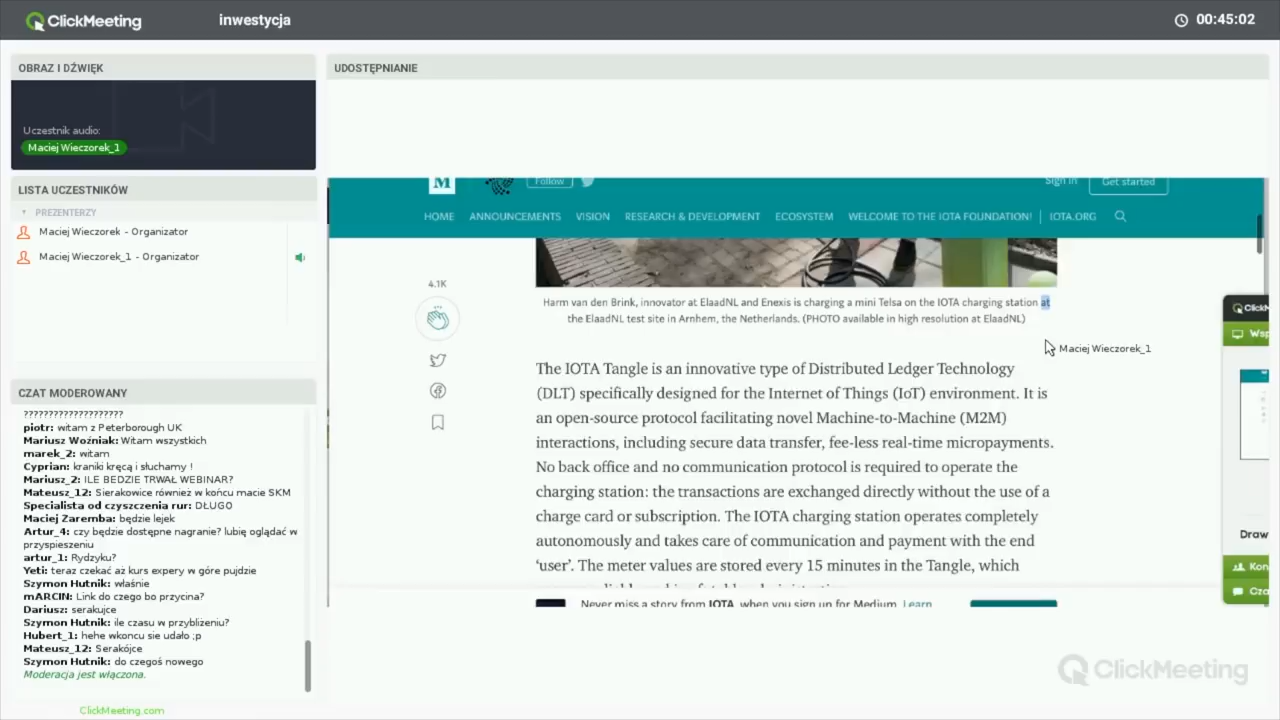 ClickMeeting
inwestycja
00:45:02
OBRAZ I DŹWIĘK
Uczestnik audio:
Maciej Wieczorek_1
LISTA UCZESTNIKÓW
PREZENTERZY
Maciej Wieczorek - Organizator
Maciej Wieczorek_1 - Organizator
CZAT MODEROWANY
????????????????????
piotr: witam z Peterborough UK
Mariusz Woźniak: Witam wszystkich
marek_2: witam
Cyprian: kraniki kręcą i słuchamy !
Mariusz_2: ILE BEDZIE TRWAŁ WEBINAR?
Mateusz_12: Sierakowice również w końcu macie SKM
Specialista od czyszczenia rur: DŁUGO
Maciej Zaremba: będzie lejek
Artur_4: czy będzie dostępne nagranie? lubię oglądać w
przyspieszeniu
artur_1: Rydzyku?
Yeti: teraz czekać aż kurs expery w góre pujdzie
Szymon Hutnik: właśnie
mARCIN: Link do czego bo przycina?
Dariusz: serakujce
Szymon Hutnik: ile czasu w przybliżeniu?
Hubert_1: hehe wkoncu sie udało ;p
Mateusz_12: Serakójce
Szymon Hutnik: do czegoś nowego
Moderacja jest włączona.
ClickMeeting.com
UDOSTĘPNIANIE
M
Follow
Sign in
Get started
HOME ANNOUNCEMENTS VISION RESEARCH & DEVELOPMENT ECOSYSTEM WELCOME TO THE IOTA FOUNDATION! IOTA.ORG
4.1K
Harm van den Brink, innovator at ElaadNL and Enexis is charging a mini Telsa on the IOTA charging station at
the ElaadNL test site in Arnhem, the Netherlands. (PHOTO available in high resolution at ElaadNL)
Maciej Wieczorek_1
The IOTA Tangle is an innovative type of Distributed Ledger Technology
(DLT) specifically designed for the Internet of Things (IoT) environment. It is
an open-source protocol facilitating novel Machine-to-Machine (M2M)
interactions, including secure data transfer, fee-less real-time micropayments.
No back office and no communication protocol is required to operate the
charging station: the transactions are exchanged directly without the use of a
charge card or subscription. The IOTA charging station operates completely
autonomously and takes care of communication and payment with the end
‘user’. The meter values are stored every 15 minutes in the Tangle, which
Never miss a story from IOTA, when you sign up for Medium. Learn
ClickM
Wsp
Draw
Kon
Cza
ClickMeeting